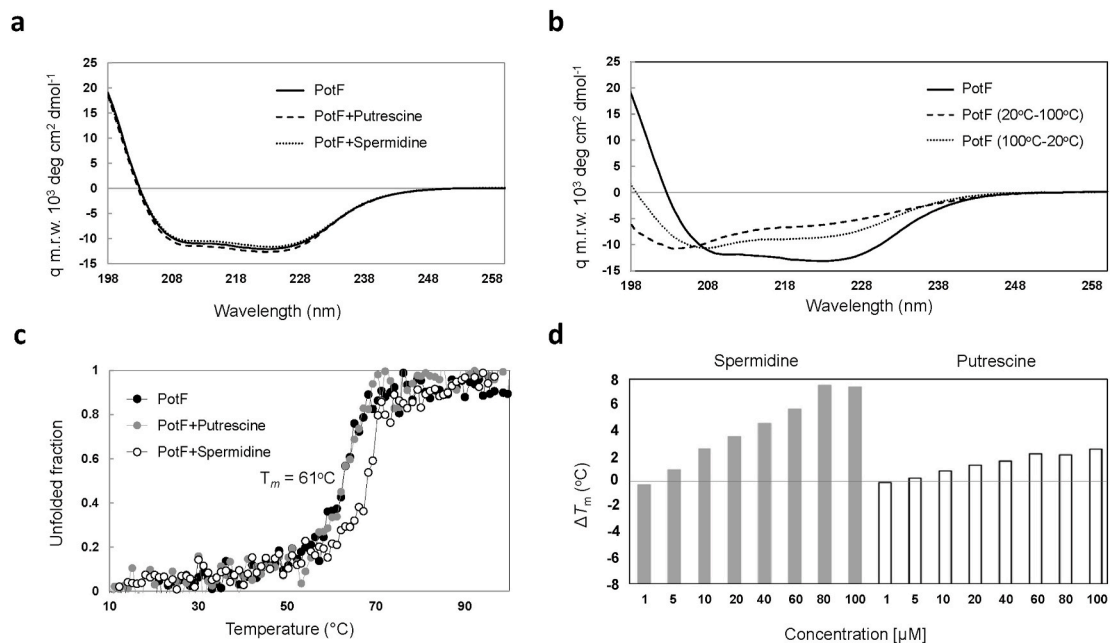 a
25
20
15
10
5
0
-5
-10
-15
q m.r.w. 10³ deg cm2 dmol-1
PotF
PotF+Putrescine
PotF+Spermidine
198 208 218 228 238 248 258
Wavelength (nm)
b
25
20
15
10
5
0
-5
-10
-15
q m.r.w. 10³ deg cm2 dmol-1
PotF
PotF (20°C-100°C)
PotF (100°C-20°C)
198 208 218 228 238 248 258
Wavelength (nm)
c
1
0.8
0.6
0.4
0.2
0
Unfolded fraction
PotF
PotF+Putrescine
PotF+Spermidine
Tm = 61°C
10 30 50 70 90
Temperature (°C)
d
Spermidine Putrescine
8
6
4
2
0
-2
-4
-6
-8
ΔTm (°C)
1 5 10 20 40 60 80 100 1 5 10 20 40 60 80 100
Concentration [µM]